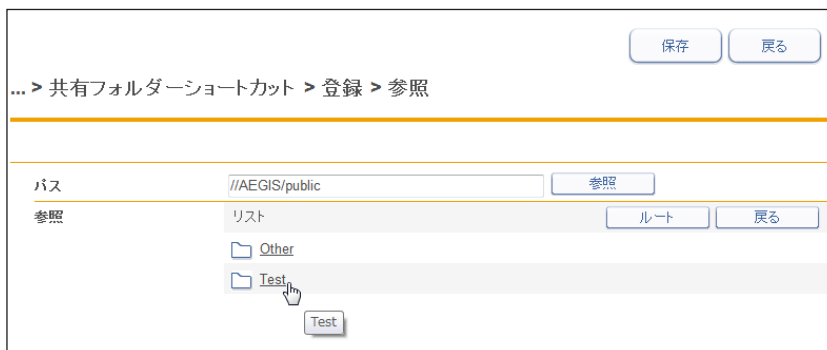 保存 戻る
... > 共有フォルダーショートカット > 登録 > 参照
パス //AEGIS/public 参照
参照 リスト ルート 戻る
Other
Test
Test